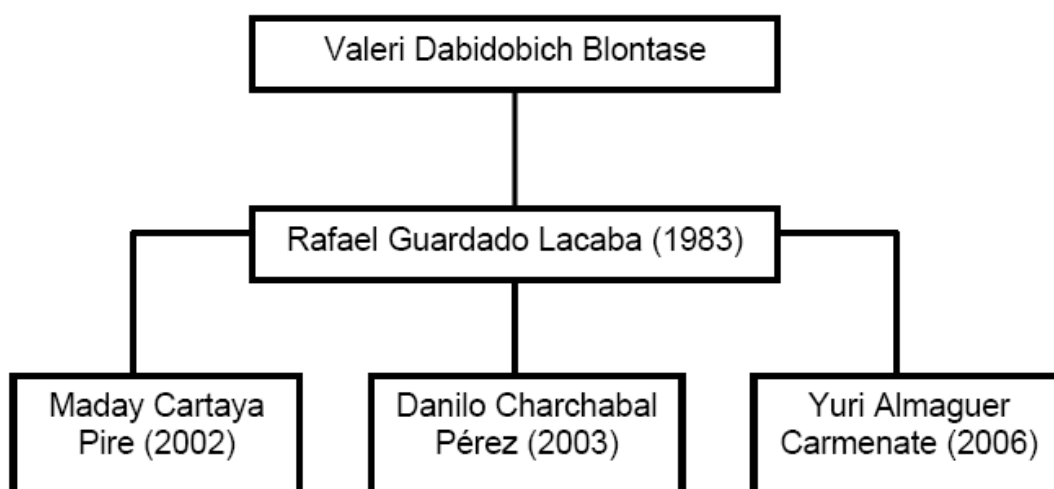 Valeri Dabidobich Blontase
Rafael Guardado Lacaba (1983)
Maday Cartaya
Pire (2002)
Danilo Charchabal
Pérez (2003)
Yuri Almaguer
Carmenate (2006)